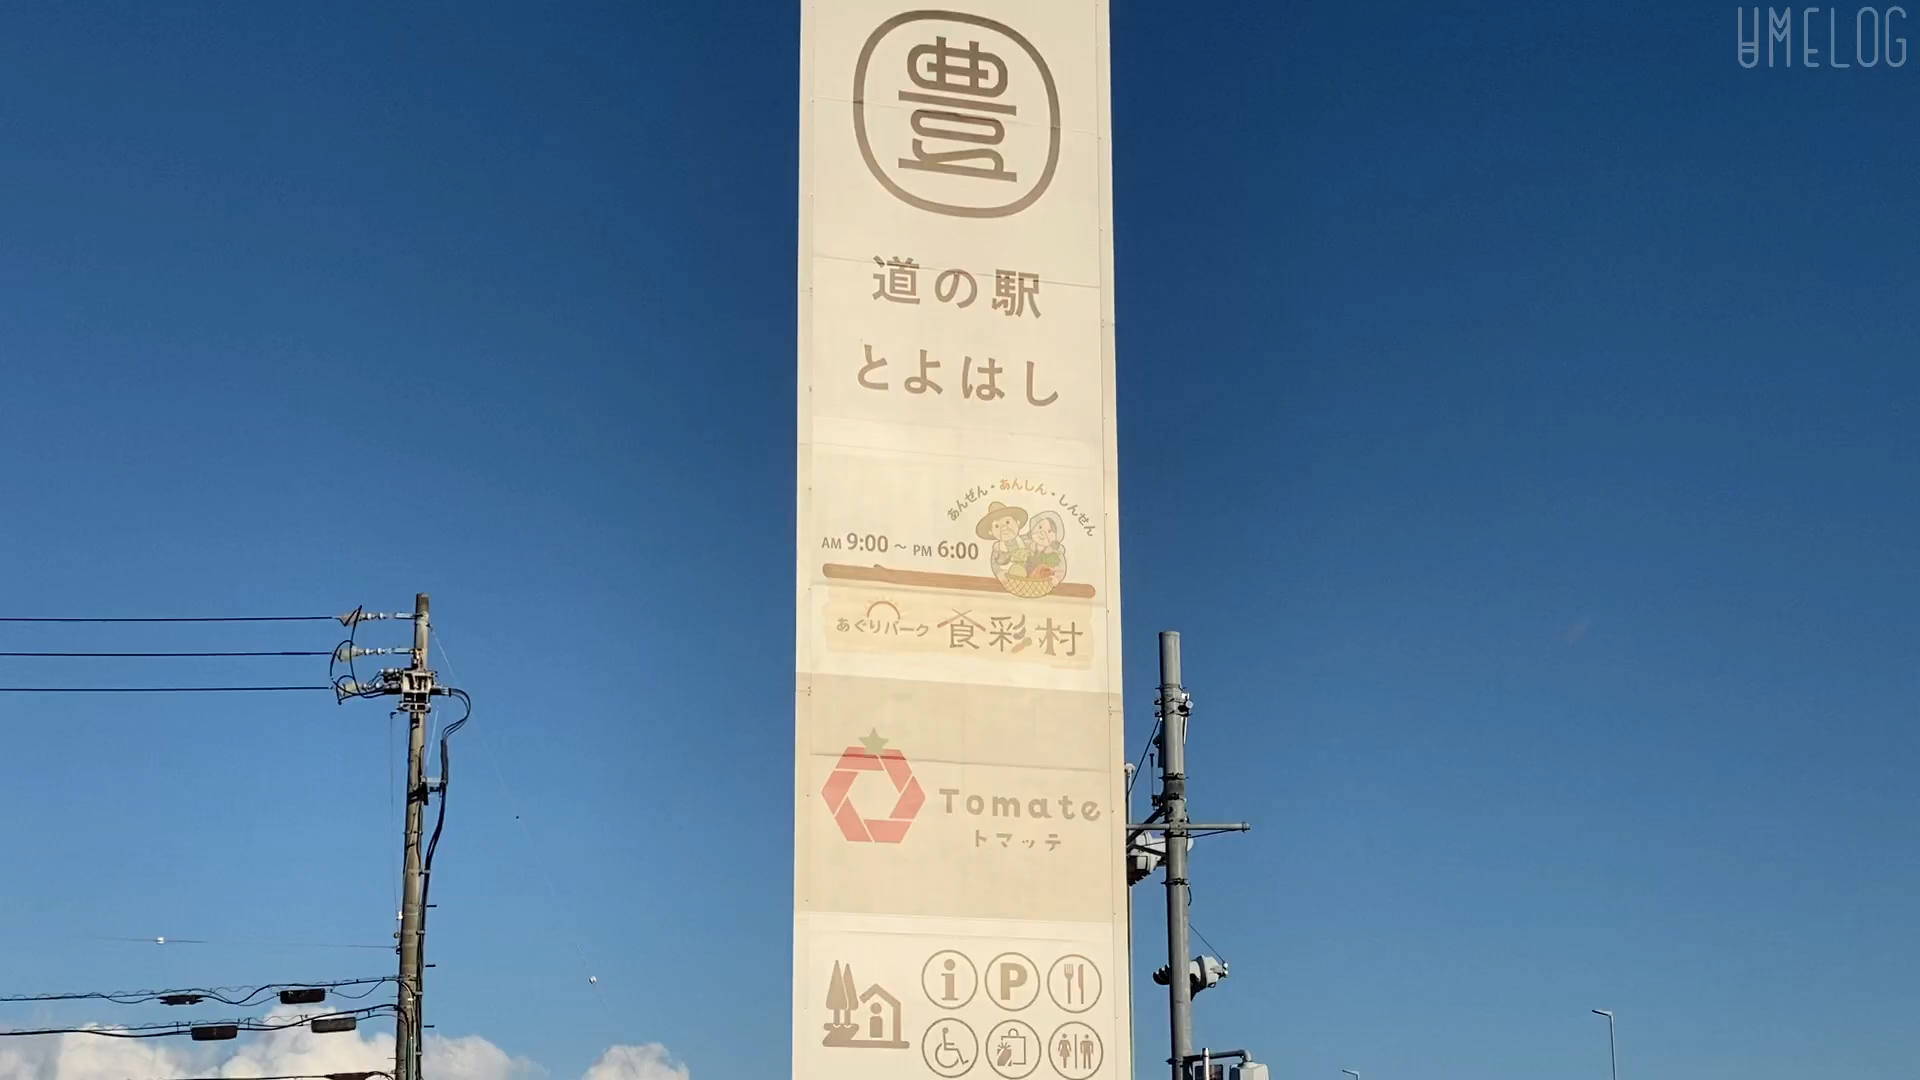 UMELOG
豊
道の駅
とよはし
あんぜん・あんしん・しんせん
AM 9:00 ~ PM 6:00
あぐりパーク 食彩村
Tomate
トマッテ
i P